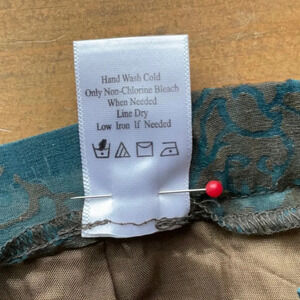 Hand Wash Cold
Only Non-Chlorine Bleach
When Needed
Line Dry
Low Iron If Needed